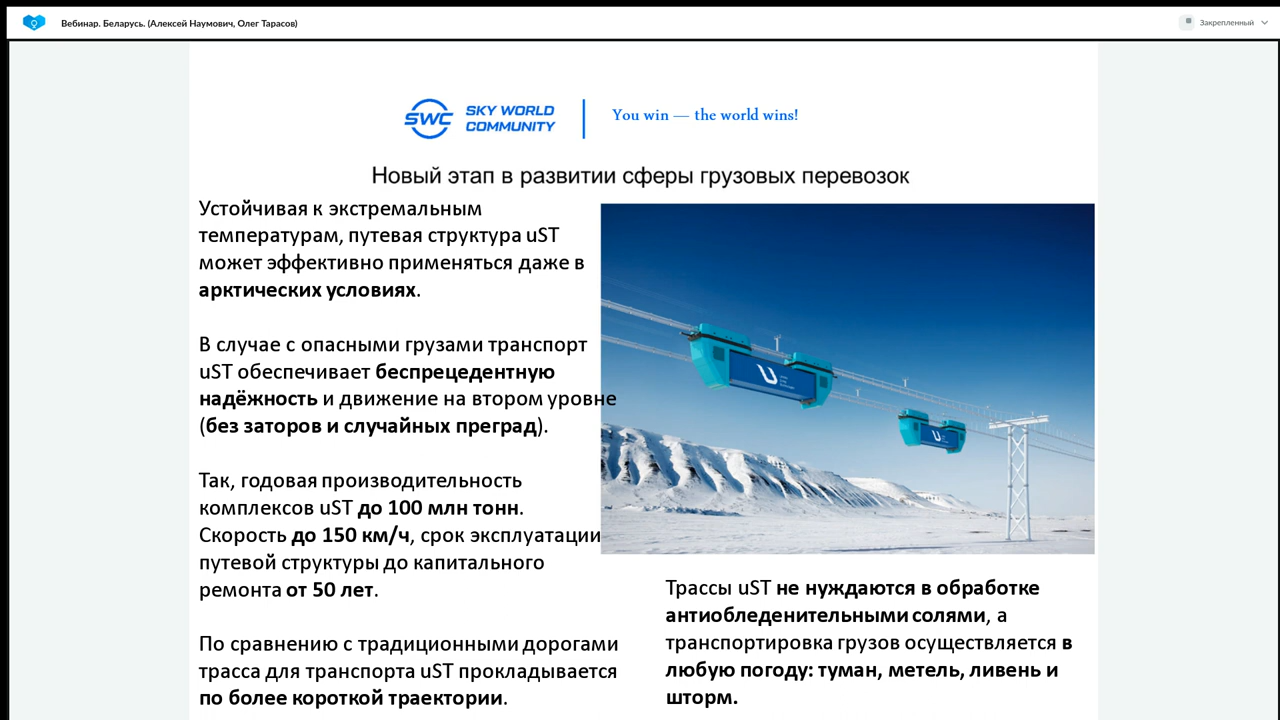 Вебинар. Беларусь. (Алексей Наумович, Олег Тарасов)
Закрепленный
SWC
SKY WORLD
COMMUNITY
You win — the world wins!
Новый этап в развитии сферы грузовых перевозок
Устойчивая к экстремальным
температурам, путевая структура uST
может эффективно применяться даже в
арктических условиях.
В случае с опасными грузами транспорт
uST обеспечивает беспрецедентную
надёжность и движение на втором уровне
(без заторов и случайных преград).
Так, годовая производительность
комплексов uST до 100 млн тонн.
Скорость до 150 км/ч, срок эксплуатации
путевой структуры до капитального
ремонта от 50 лет.
По сравнению с традиционными дорогами
трасса для транспорта uST прокладывается
по более короткой траектории.
Трассы uST не нуждаются в обработке
антиобледенительными солями, а
транспортировка грузов осуществляется в
любую погоду: туман, метель, ливень и
шторм.